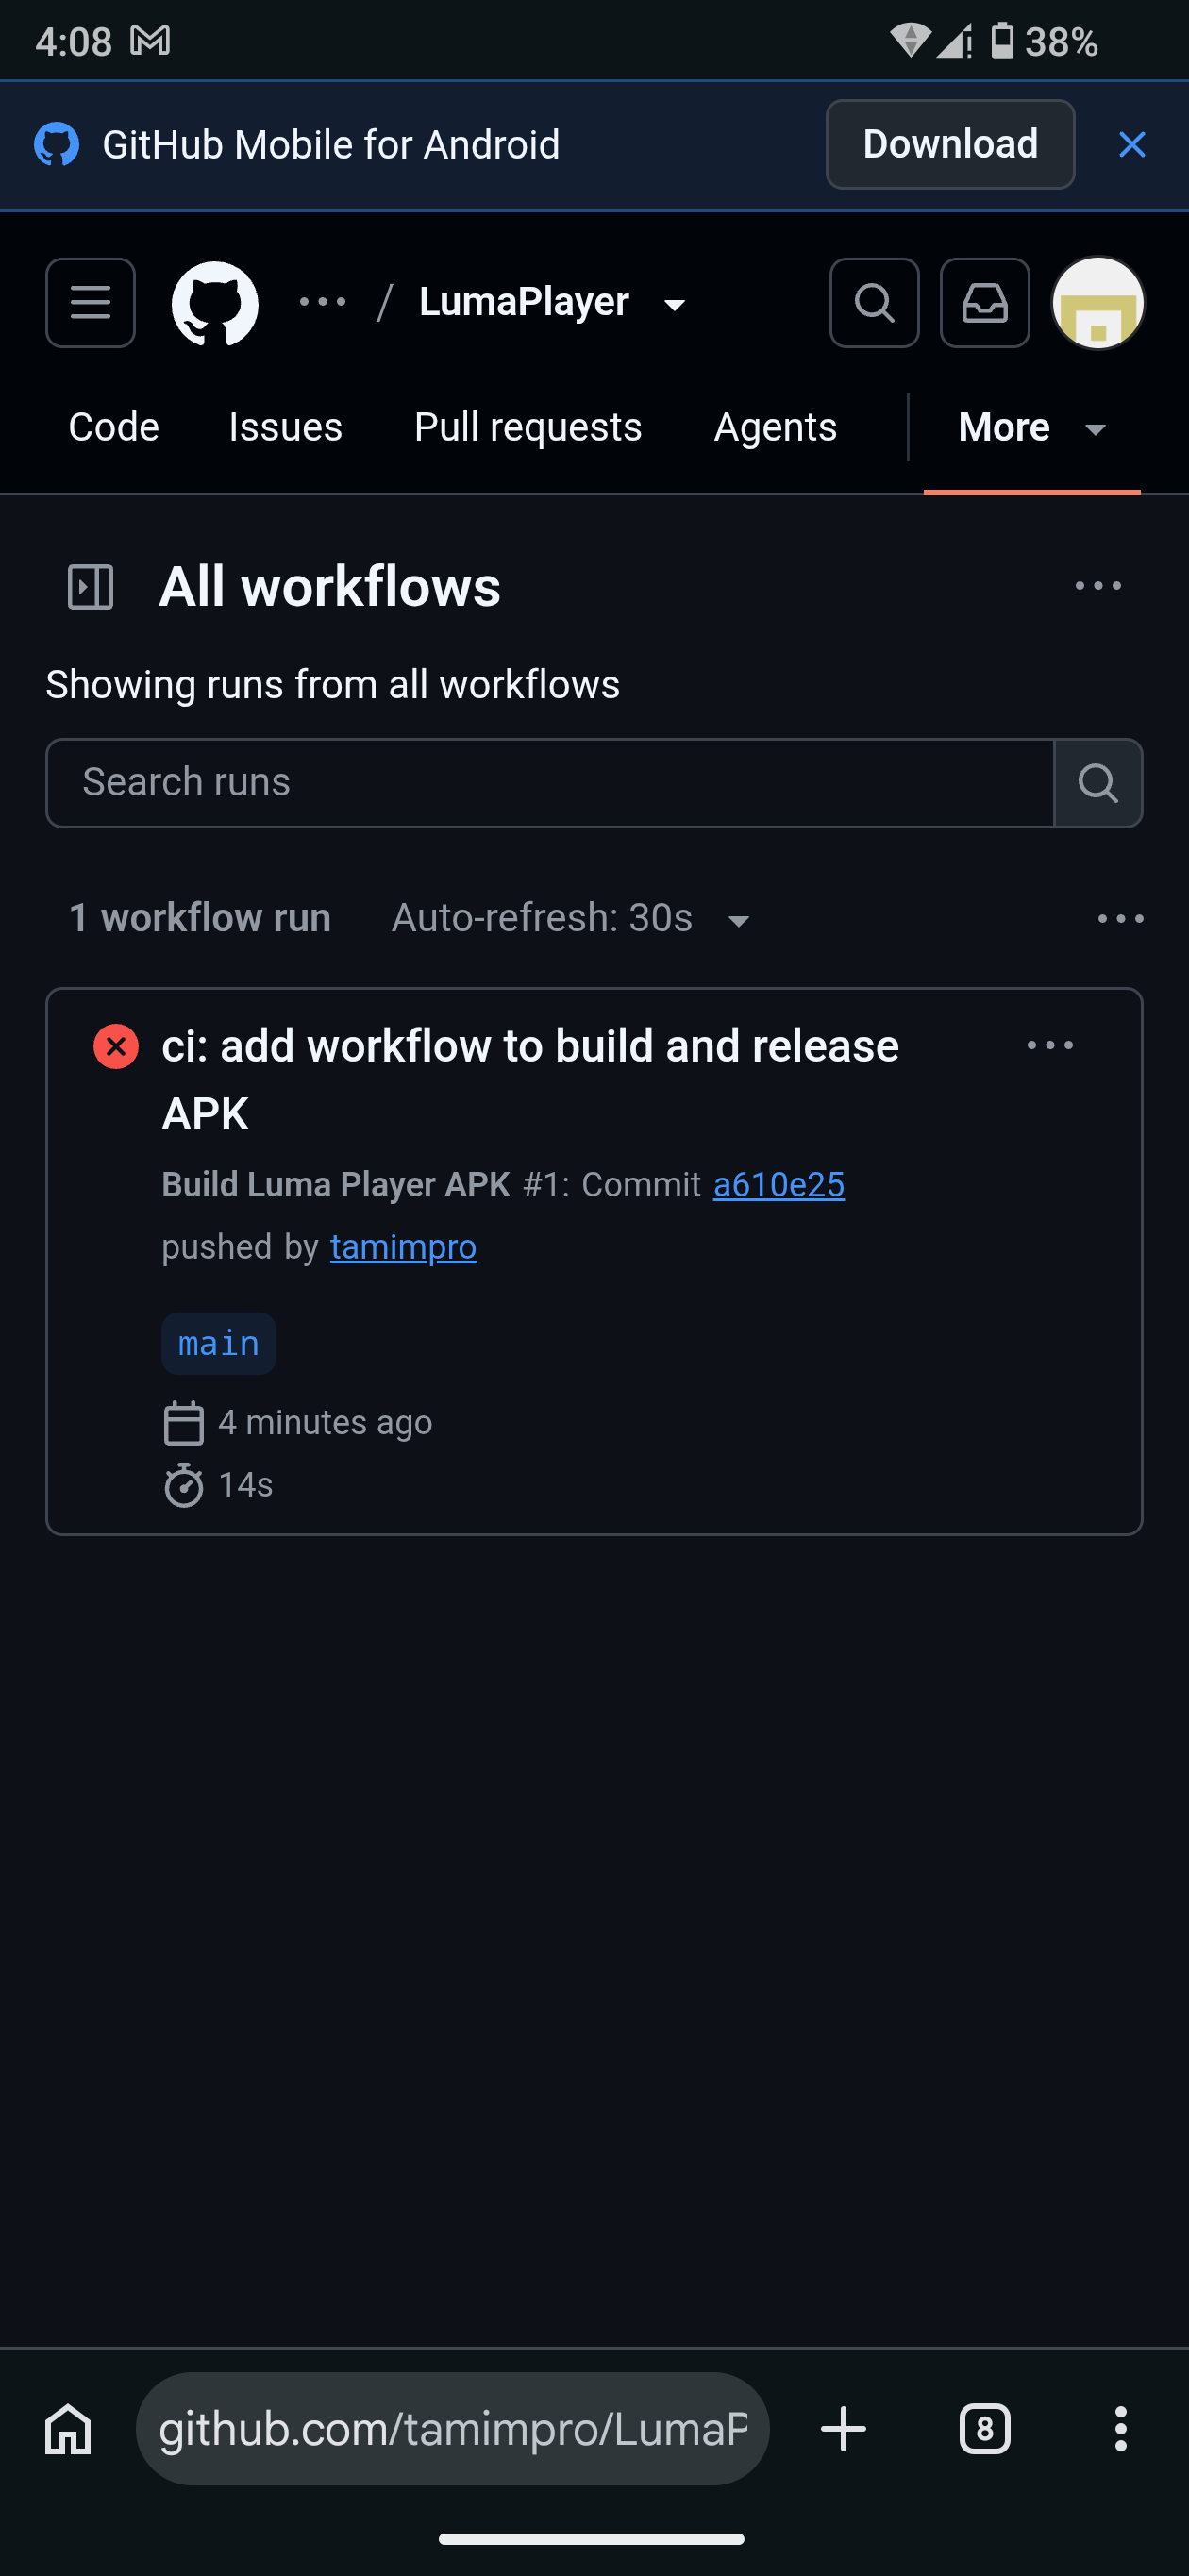 4:08 38%
GitHub Mobile for Android Download
··· / LumaPlayer
Code Issues Pull requests Agents More
All workflows
Showing runs from all workflows
Search runs
1 workflow run Auto-refresh: 30s
ci: add workflow to build and release
APK
Build Luma Player APK #1: Commit a610e25
pushed by tamimpro
main
4 minutes ago
14s
github.com/tamimpro/LumaP
8